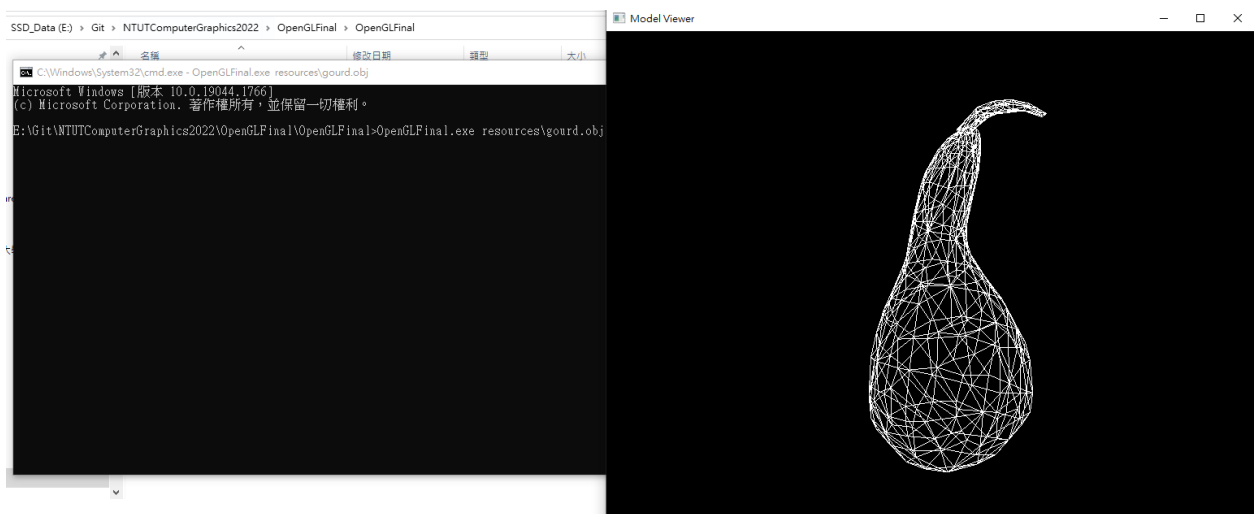 SSD_Data (E:) › Git › NTUTComputerGraphics2022 › OpenGLFinal › OpenGLFinal
名稱 修改日期 類型 大小
C:\Windows\System32\cmd.exe - OpenGLFinal.exe resources\gourd.obj
Microsoft Windows [版本 10.0.19044.1766]
(c) Microsoft Corporation. 著作權所有，並保留一切權利。
E:\Git\NTUTComputerGraphics2022\OpenGLFinal\OpenGLFinal>OpenGLFinal.exe resources\gourd.obj
Model Viewer